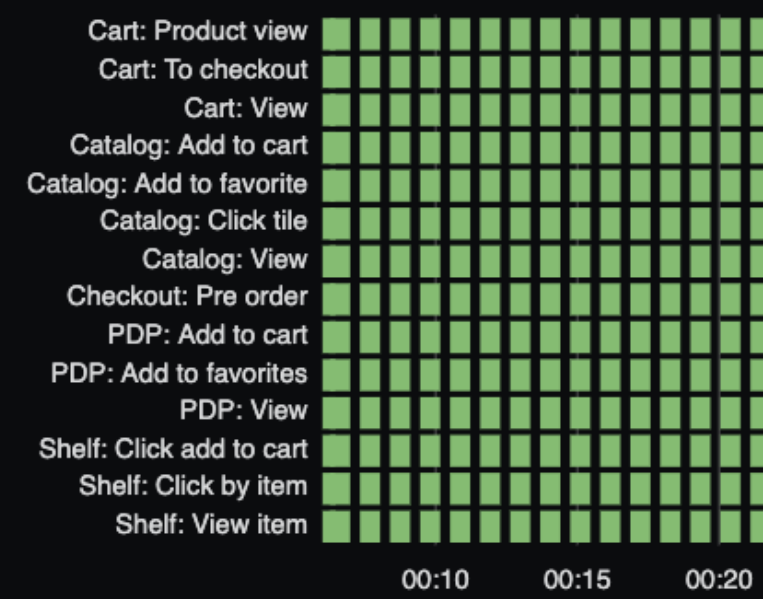 Cart: Product view
Cart: To checkout
Cart: View
Catalog: Add to cart
Catalog: Add to favorite
Catalog: Click tile
Catalog: View
Checkout: Pre order
PDP: Add to cart
PDP: Add to favorites
PDP: View
Shelf: Click add to cart
Shelf: Click by item
Shelf: View item
00:10 00:15 00:20